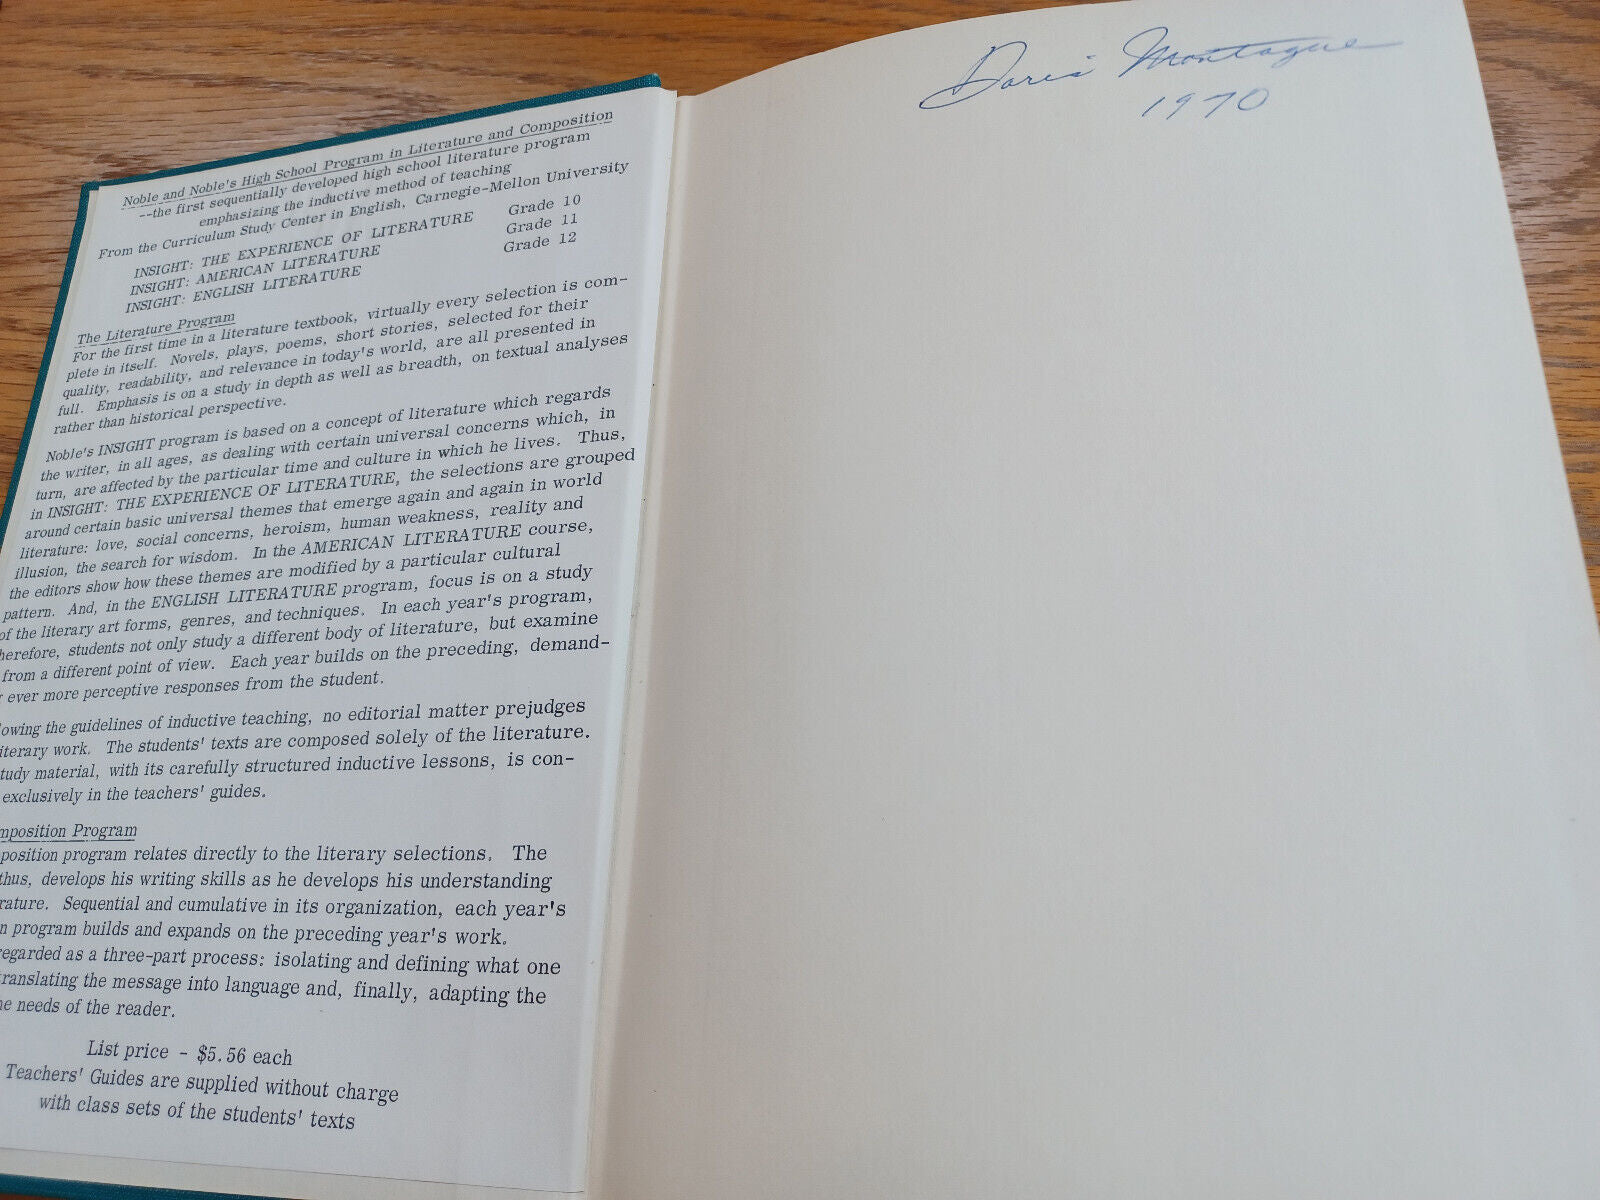 Noble and Noble's High School Program in Literature and Composition
--the first sequentially developed high school literature program
emphasizing the inductive method of teaching
From the Curriculum Study Center in English, Carnegie-Mellon University
INSIGHT: THE EXPERIENCE OF LITERATURE Grade 10
INSIGHT: AMERICAN LITERATURE Grade 11
INSIGHT: ENGLISH LITERATURE Grade 12
The Literature Program
For the first time in a literature textbook, virtually every selection is com-
plete in itself. Novels, plays, poems, short stories, selected for their
quality, readability, and relevance in today's world, are all presented in
full. Emphasis is on a study in depth as well as breadth, on textual analyses
rather than historical perspective.
Noble's INSIGHT program is based on a concept of literature which regards
the writer, in all ages, as dealing with certain universal concerns which, in
turn, are affected by the particular time and culture in which he lives. Thus,
in INSIGHT: THE EXPERIENCE OF LITERATURE, the selections are grouped
around certain basic universal themes that emerge again and again in world
literature: love, social concerns, heroism, human weakness, reality and
illusion, the search for wisdom. In the AMERICAN LITERATURE course,
the editors show how these themes are modified by a particular cultural
pattern. And, in the ENGLISH LITERATURE program, focus is on a study
of the literary art forms, genres, and techniques. In each year's program,
herefore, students not only study a different body of literature, but examine
from a different point of view. Each year builds on the preceding, demand-
ever more perceptive responses from the student.
owing the guidelines of inductive teaching, no editorial matter prejudges
iterary work. The students' texts are composed solely of the literature.
tudy material, with its carefully structured inductive lessons, is con-
exclusively in the teachers' guides.
mposition Program
position program relates directly to the literary selections. The
thus, develops his writing skills as he develops his understanding
rature. Sequential and cumulative in its organization, each year's
n program builds and expands on the preceding year's work.
regarded as a three-part process: isolating and defining what one
translating the message into language and, finally, adapting the
he needs of the reader.
List price - $5.56 each
Teachers' Guides are supplied without charge
with class sets of the students' texts
Doris Montague
1970